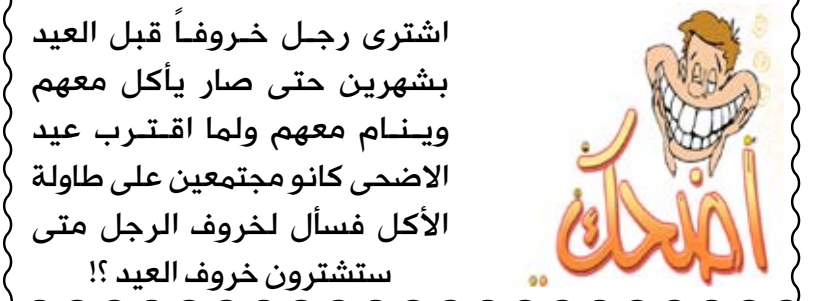 اشترى رجل خروفاً قبل العيد
بشهرين حتى صار يأكل معهم
وينام معهم ولما اقترب عيد
الاضحى كانو مجتمعين على طاولة
الأكل فسأل لخروف الرجل متى
ستشترون خروف العيد ؟!
أضحك..